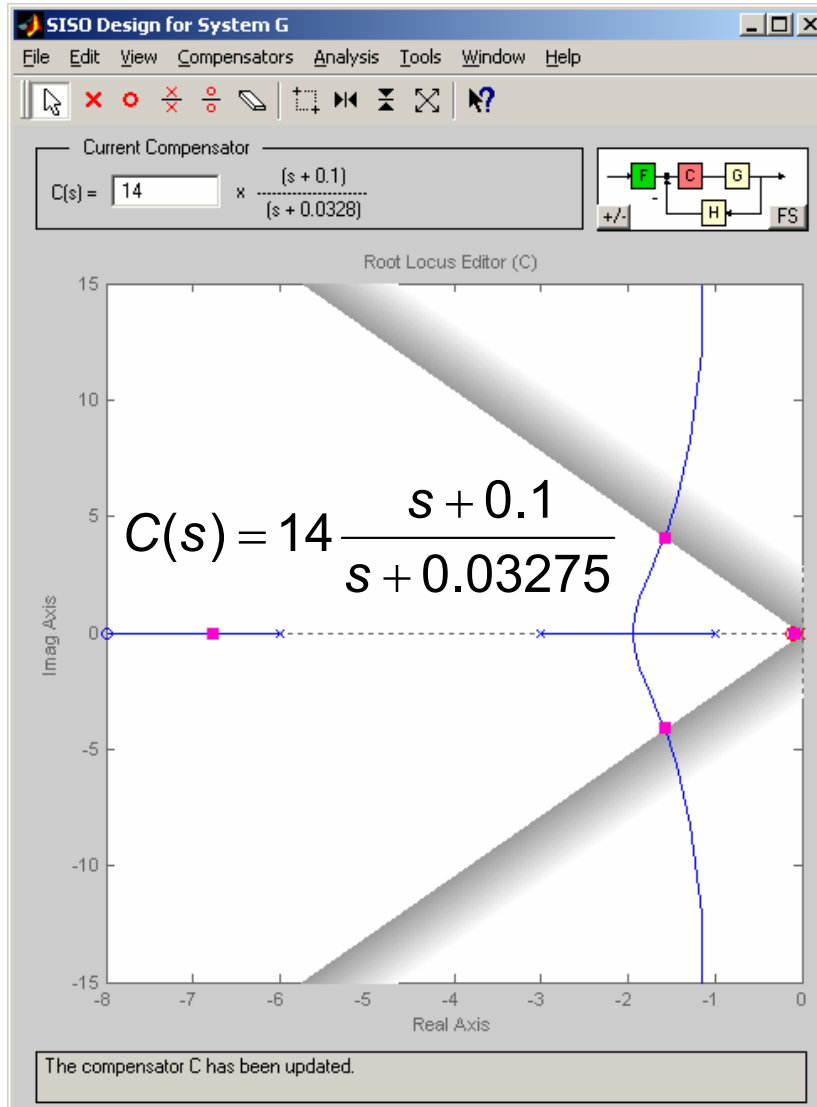 SISO Design for System G
File Edit View Compensators Analysis Tools Window Help
Current Compensator
C(s) = 14 x (s + 0.1)
(s + 0.0328)
F C G
- H
+/- FS
Root Locus Editor (C)
15
10
5
0
-5
-10
-15
C(s) = 14 s + 0.1
s + 0.03275
Imag Axis
-8 -7 -6 -5 -4 -3 -2 -1 0
Real Axis
The compensator C has been updated.